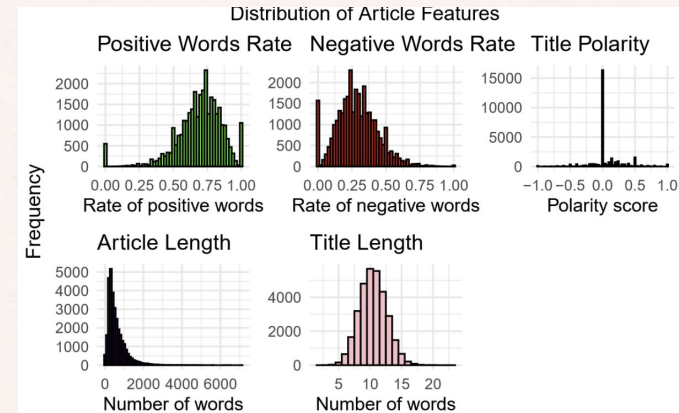 Distribution of Article Features
Positive Words Rate Negative Words Rate Title Polarity
2000
1500
1000
500
0
0.00 0.25 0.50 0.75 1.00
Rate of positive words
2000
1500
1000
500
0
0.00 0.25 0.50 0.75 1.00
Rate of negative words
15000
10000
5000
0
−1.0 −0.5 0.0 0.5 1.0
Polarity score
Frequency
Article Length Title Length
5000
4000
3000
2000
1000
0
0 2000 4000 6000
Number of words
4000
2000
0
5 10 15 20
Number of words